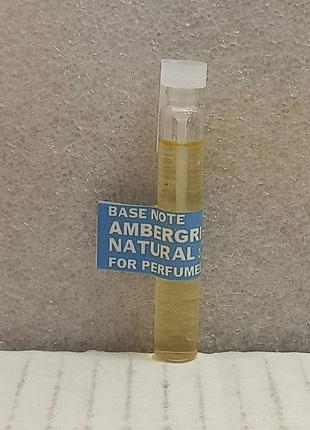 BASE NOTE
AMBERGRI
NATURAL
FOR PERFUME